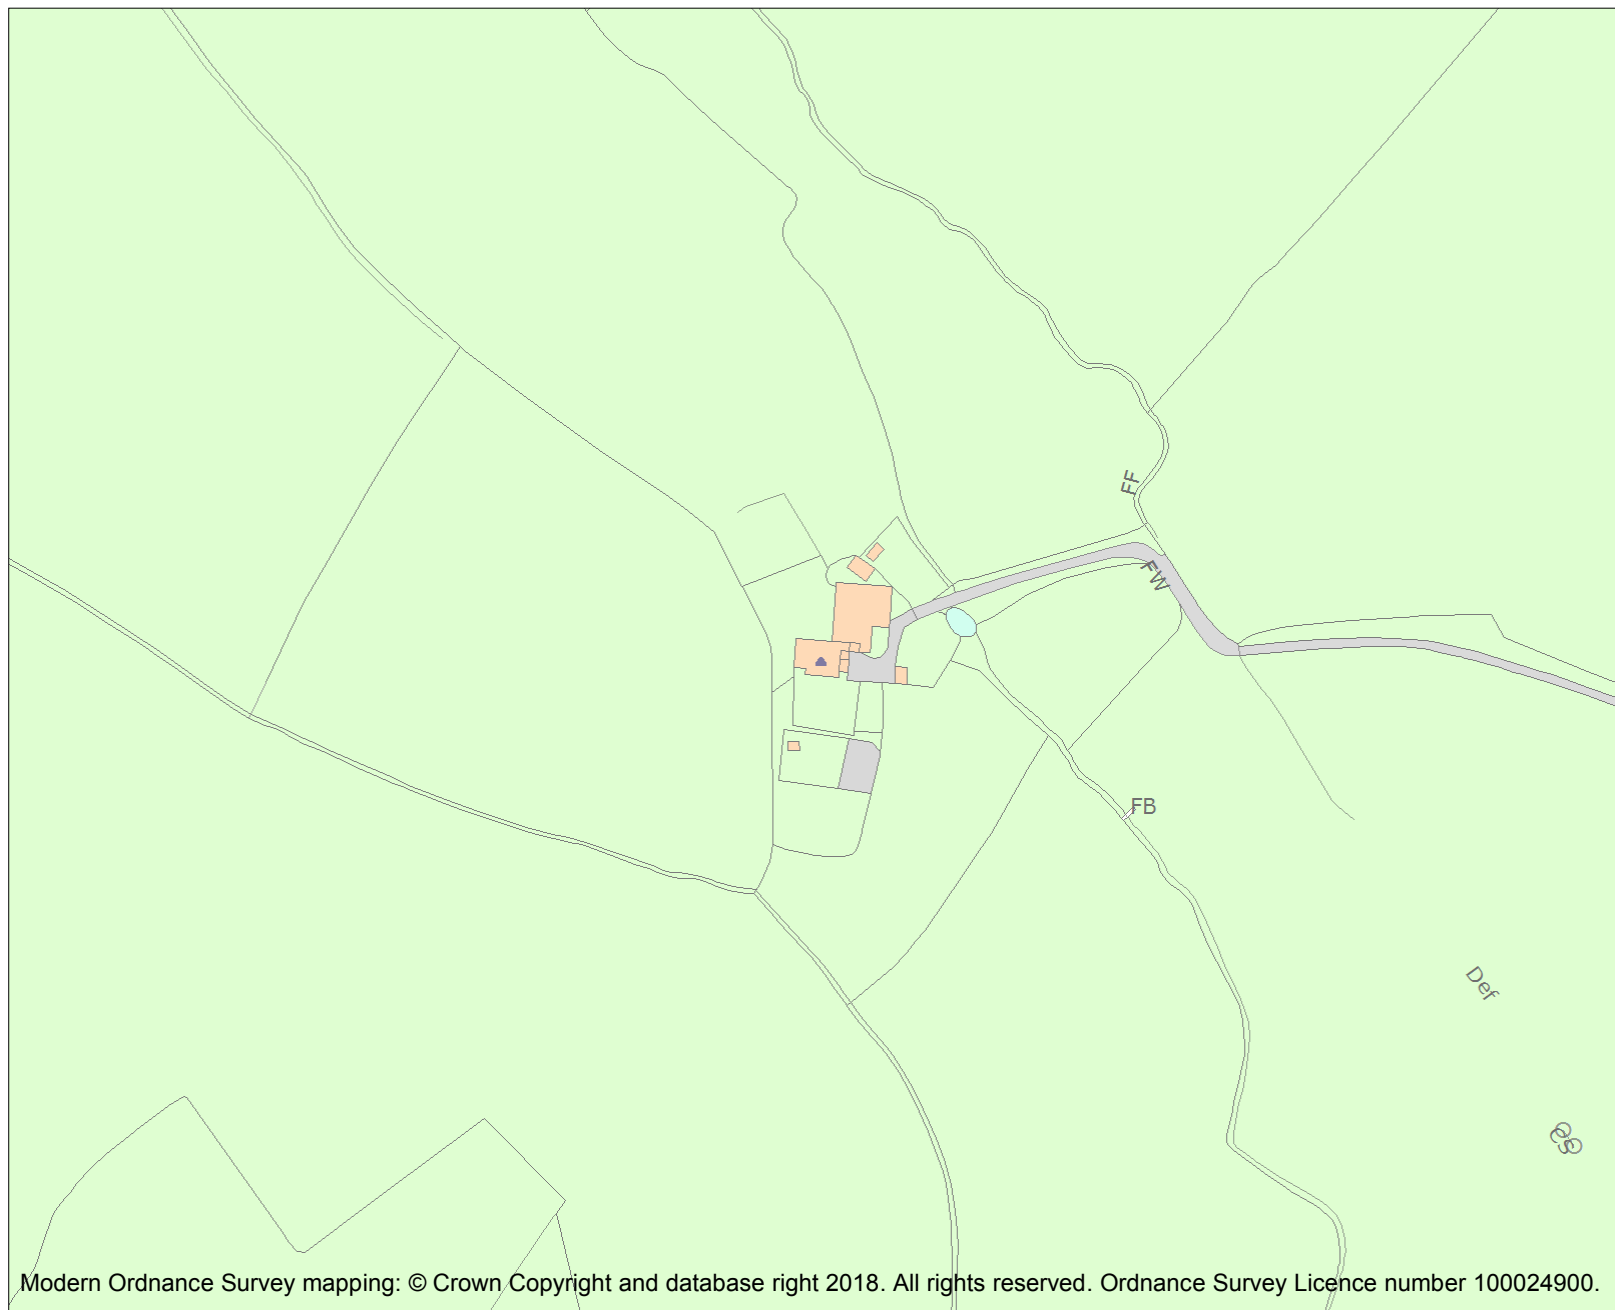 FF
FW
FB
Def
CS
Modern Ordnance Survey mapping: © Crown Copyright and database right 2018. All rights reserved. Ordnance Survey Licence number 100024900.